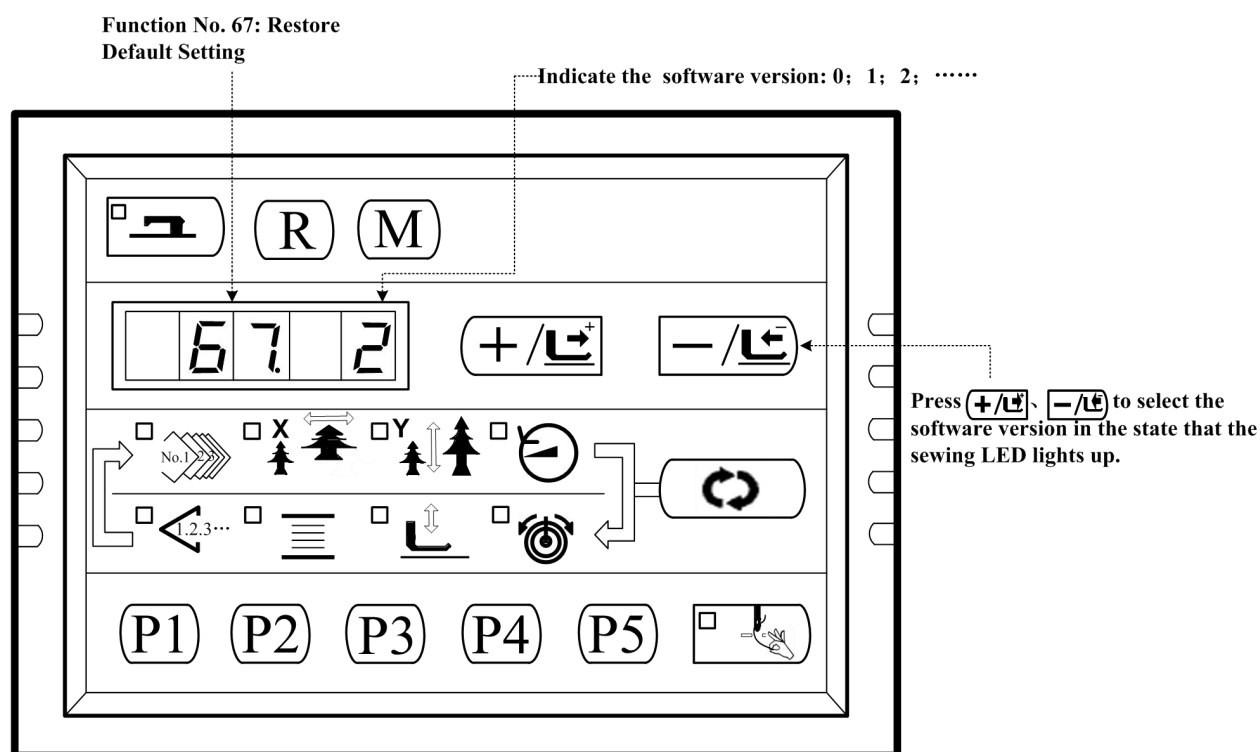 Function No. 67: Restore
Default Setting
Indicate the software version: 0; 1; 2; ······
R M
67. 2
+/ + −/ −
No.1 2 3 X Y
1.2.3···
P1 P2 P3 P4 P5
Press +/ + 、 −/ − to select the
software version in the state that the
sewing LED lights up.